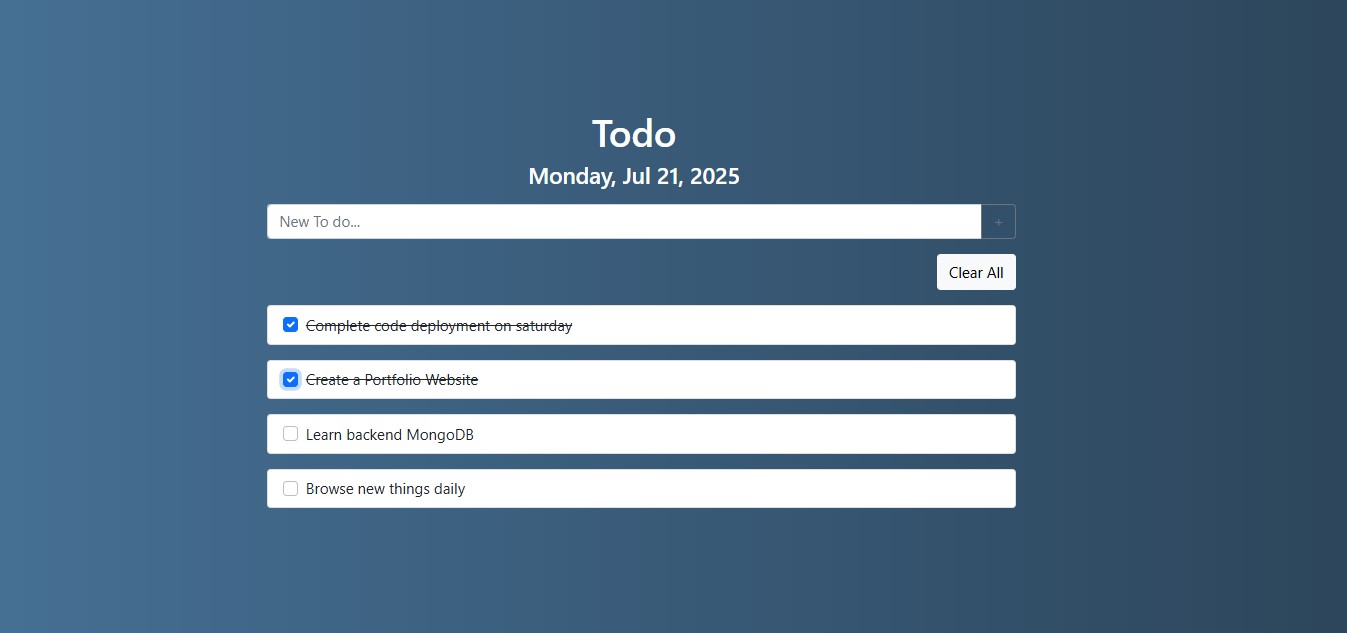 Todo
Monday, Jul 21, 2025
New To do...
+
Clear All
Complete code deployment on saturday
Create a Portfolio Website
Learn backend MongoDB
Browse new things daily